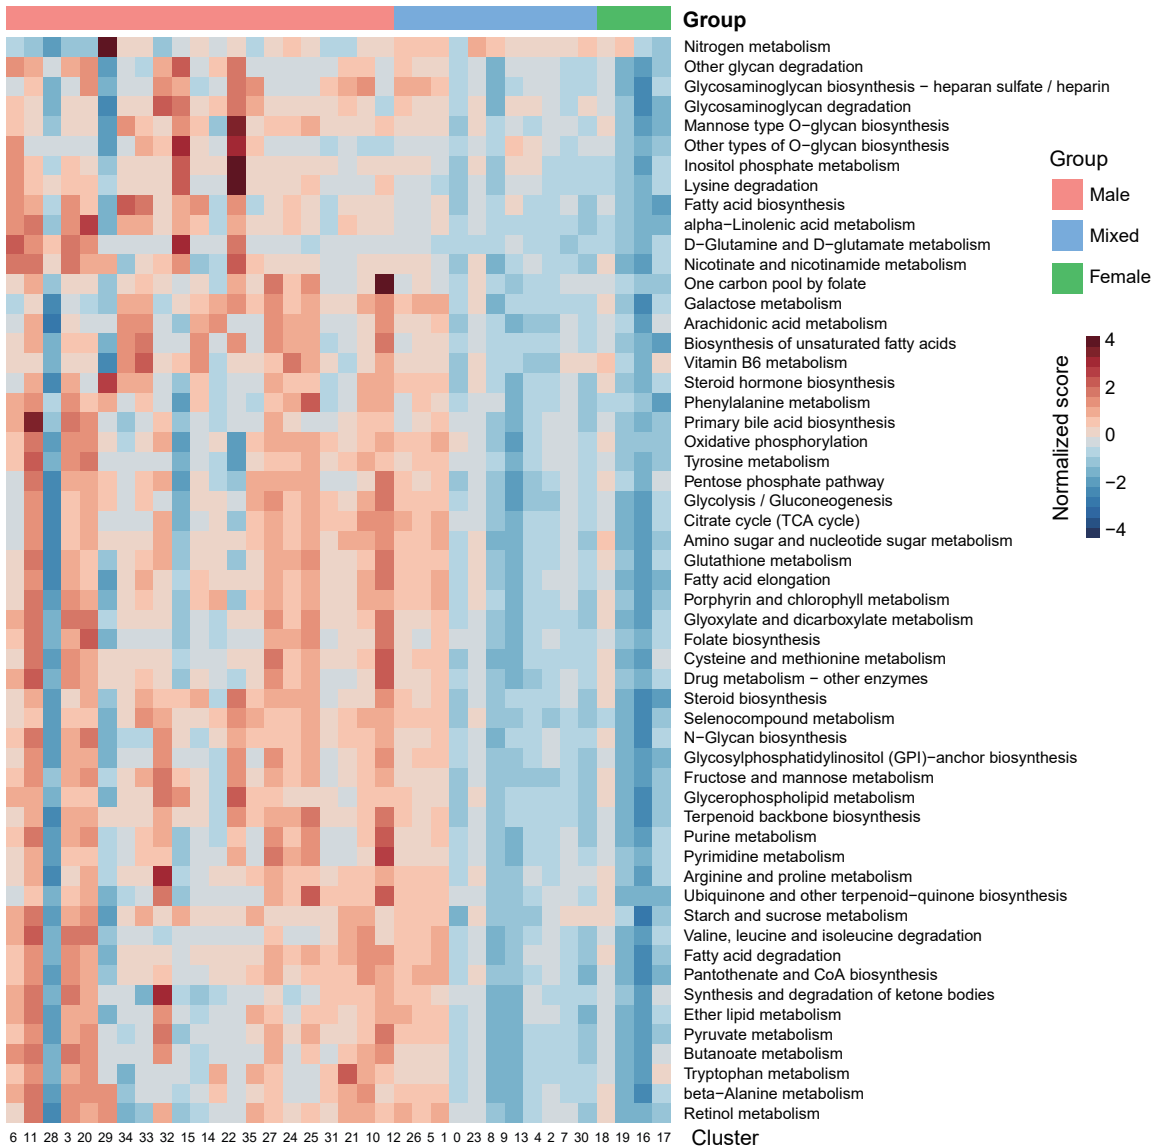 Group
Nitrogen metabolism
Other glycan degradation
Glycosaminoglycan biosynthesis − heparan sulfate / heparin
Glycosaminoglycan degradation
Mannose type O−glycan biosynthesis
Other types of O−glycan biosynthesis
Inositol phosphate metabolism
Lysine degradation
Fatty acid biosynthesis
alpha−Linolenic acid metabolism
D−Glutamine and D−glutamate metabolism
Nicotinate and nicotinamide metabolism
One carbon pool by folate
Galactose metabolism
Arachidonic acid metabolism
Biosynthesis of unsaturated fatty acids
Vitamin B6 metabolism
Steroid hormone biosynthesis
Phenylalanine metabolism
Primary bile acid biosynthesis
Oxidative phosphorylation
Tyrosine metabolism
Pentose phosphate pathway
Glycolysis / Gluconeogenesis
Citrate cycle (TCA cycle)
Amino sugar and nucleotide sugar metabolism
Glutathione metabolism
Fatty acid elongation
Porphyrin and chlorophyll metabolism
Glyoxylate and dicarboxylate metabolism
Folate biosynthesis
Cysteine and methionine metabolism
Drug metabolism − other enzymes
Steroid biosynthesis
Selenocompound metabolism
N−Glycan biosynthesis
Glycosylphosphatidylinositol (GPI)−anchor biosynthesis
Fructose and mannose metabolism
Glycerophospholipid metabolism
Terpenoid backbone biosynthesis
Purine metabolism
Pyrimidine metabolism
Arginine and proline metabolism
Ubiquinone and other terpenoid−quinone biosynthesis
Starch and sucrose metabolism
Valine, leucine and isoleucine degradation
Fatty acid degradation
Pantothenate and CoA biosynthesis
Synthesis and degradation of ketone bodies
Ether lipid metabolism
Pyruvate metabolism
Butanoate metabolism
Tryptophan metabolism
beta−Alanine metabolism
Retinol metabolism
6 11 28 3 20 29 34 33 32 15 14 22 35 27 24 25 31 21 10 12 26 5 1 0 23 8 9 13 4 2 7 30 18 19 16 17 Cluster
Group
Male
Mixed
Female
Normalized score
4
2
0
−2
−4